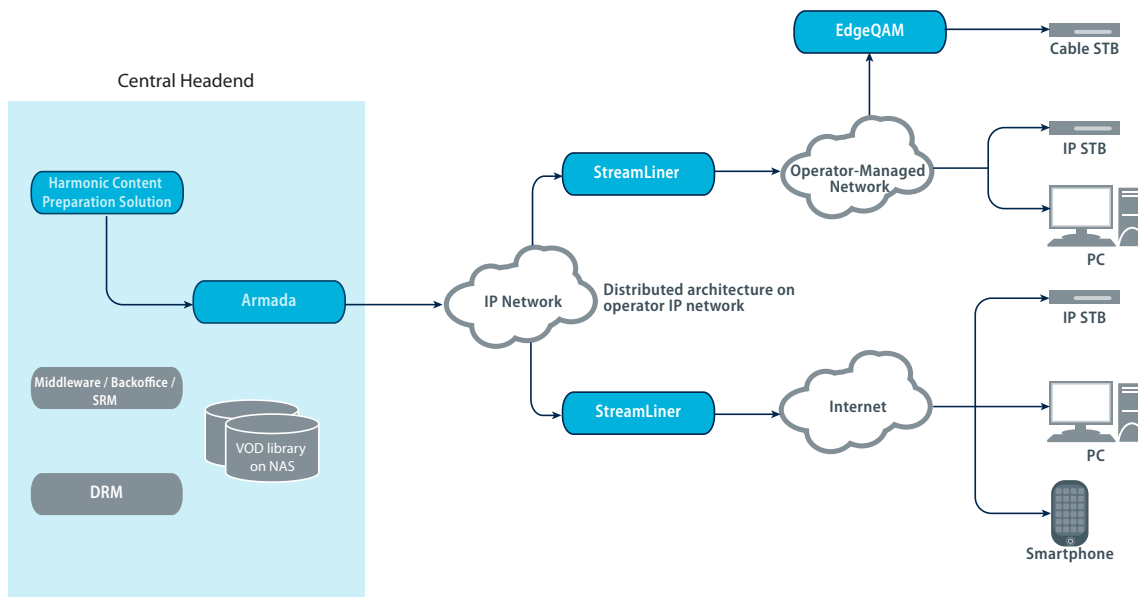 Central Headend
Harmonic Content
Preparation Solution
Armada
Middleware / Backoffice /
SRM
VOD library
on NAS
DRM
IP Network
Distributed architecture on
operator IP network
StreamLiner
StreamLiner
EdgeQAM
Operator-Managed
Network
Internet
Cable STB
IP STB
PC
IP STB
PC
Smartphone